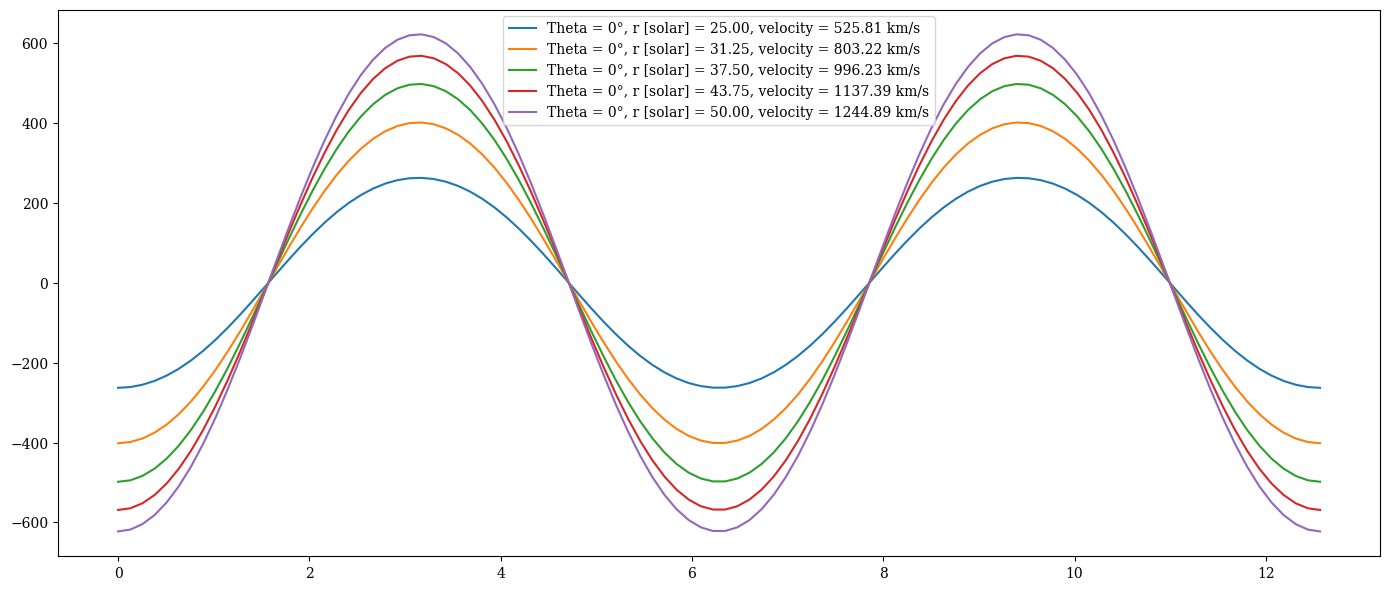 Theta = 0°, r [solar] = 25.00, velocity = 525.81 km/s
Theta = 0°, r [solar] = 31.25, velocity = 803.22 km/s
Theta = 0°, r [solar] = 37.50, velocity = 996.23 km/s
Theta = 0°, r [solar] = 43.75, velocity = 1137.39 km/s
Theta = 0°, r [solar] = 50.00, velocity = 1244.89 km/s
600
400
200
0
−200
−400
−600
0 2 4 6 8 10 12